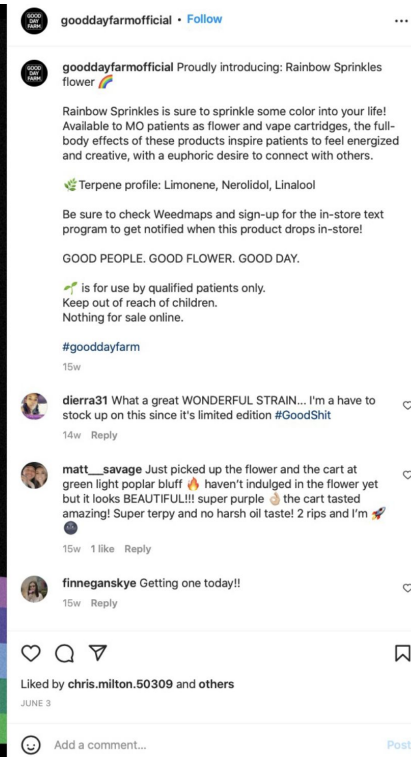 GOOD DAY FARM
gooddayfarmofficial • Follow
GOOD DAY FARM
gooddayfarmofficial Proudly introducing: Rainbow Sprinkles
flower 🌈
Rainbow Sprinkles is sure to sprinkle some color into your life!
Available to MO patients as flower and vape cartridges, the full-
body effects of these products inspire patients to feel energized
and creative, with a euphoric desire to connect with others.
🌿Terpene profile: Limonene, Nerolidol, Linalool
Be sure to check Weedmaps and sign-up for the in-store text
program to get notified when this product drops in-store!
GOOD PEOPLE. GOOD FLOWER. GOOD DAY.
🌱 is for use by qualified patients only.
Keep out of reach of children.
Nothing for sale online.
#gooddayfarm
15w
dierra31 What a great WONDERFUL STRAIN... I'm a have to
stock up on this since it's limited edition #GoodShit
14w Reply
matt__savage Just picked up the flower and the cart at
green light poplar bluff 🔥 haven't indulged in the flower yet
but it looks BEAUTIFUL!!! super purple 👌🏼 the cart tasted
amazing! Super terpy and no harsh oil taste! 2 rips and I'm 🚀
🌚
15w 1 like Reply
finneganskye Getting one today!!
15w Reply
Liked by chris.milton.50309 and others
JUNE 3
Add a comment...
Post